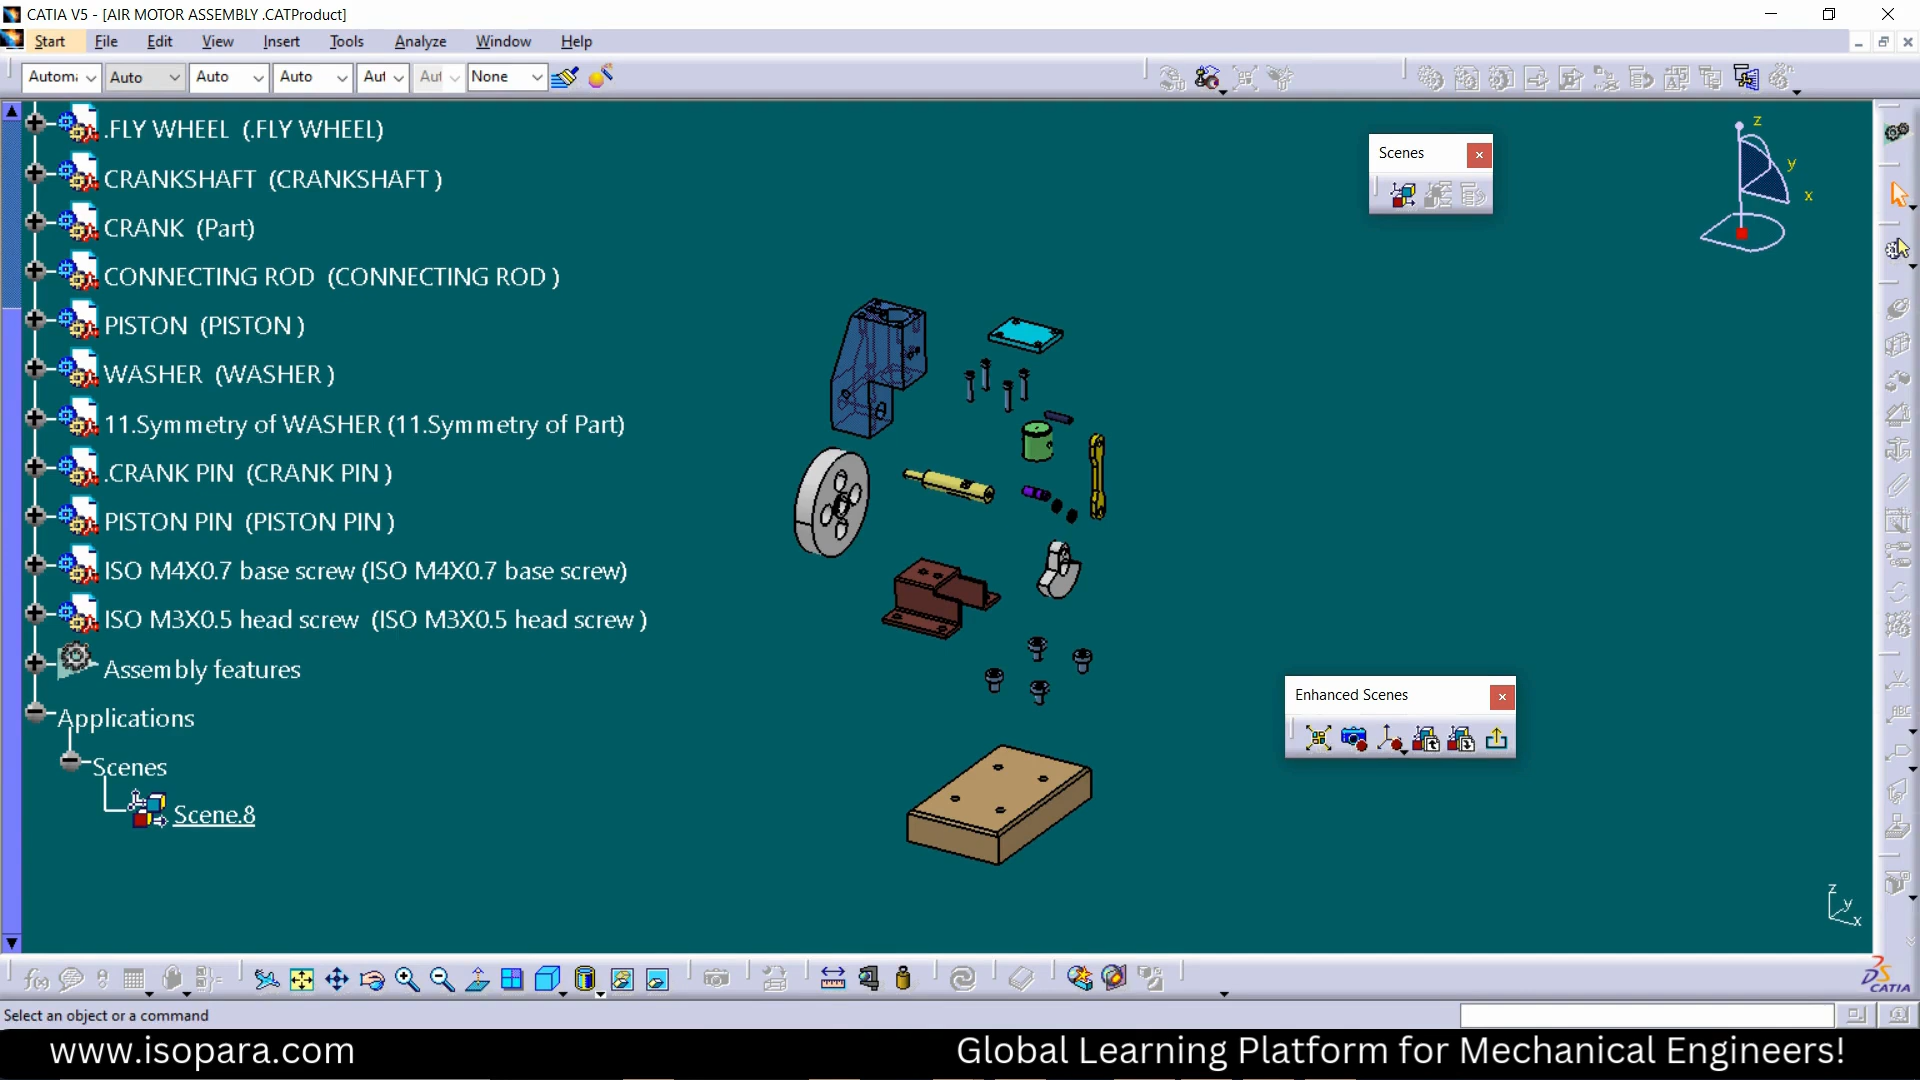 CATIA V5 - [AIR MOTOR ASSEMBLY .CATProduct]
Start File Edit View Insert Tools Analyze Window Help
Auto Auto Auto None
.FLY WHEEL (.FLY WHEEL)
CRANKSHAFT (CRANKSHAFT )
CRANK (Part)
CONNECTING ROD (CONNECTING ROD )
PISTON (PISTON )
WASHER (WASHER )
11.Symmetry of WASHER (11.Symmetry of Part)
.CRANK PIN (CRANK PIN )
PISTON PIN (PISTON PIN )
ISO M4X0.7 base screw (ISO M4X0.7 base screw)
ISO M3X0.5 head screw (ISO M3X0.5 head screw )
Assembly features
Applications
Scenes
Scene.8
Scenes
z
y
x
Enhanced Scenes
z
y
x
ABC
f(x)
CATIA
Select an object or a command
www.isopara.com
Global Learning Platform for Mechanical Engineers!